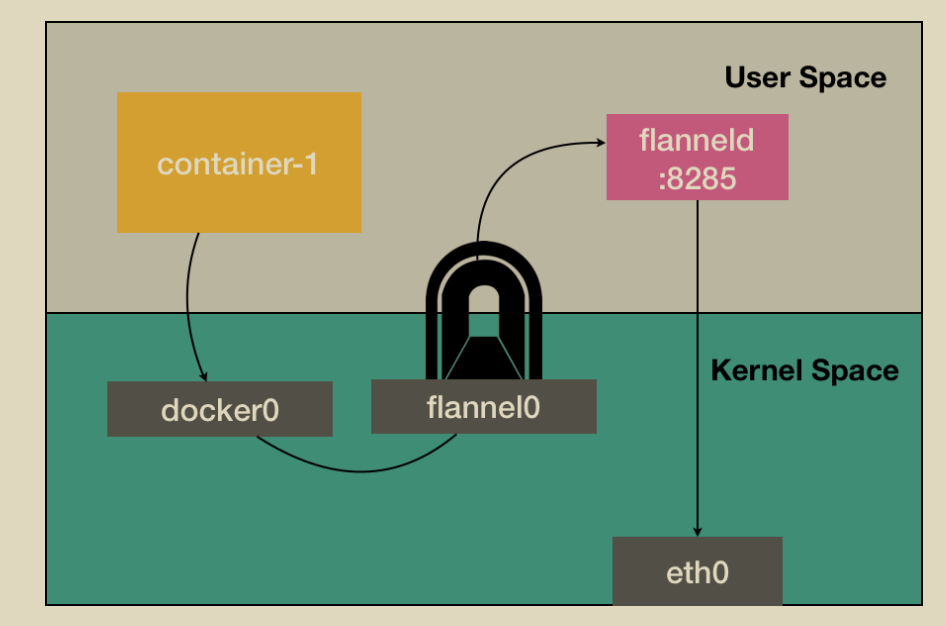 User Space
container-1
flanneld
:8285
Kernel Space
docker0
flannel0
eth0